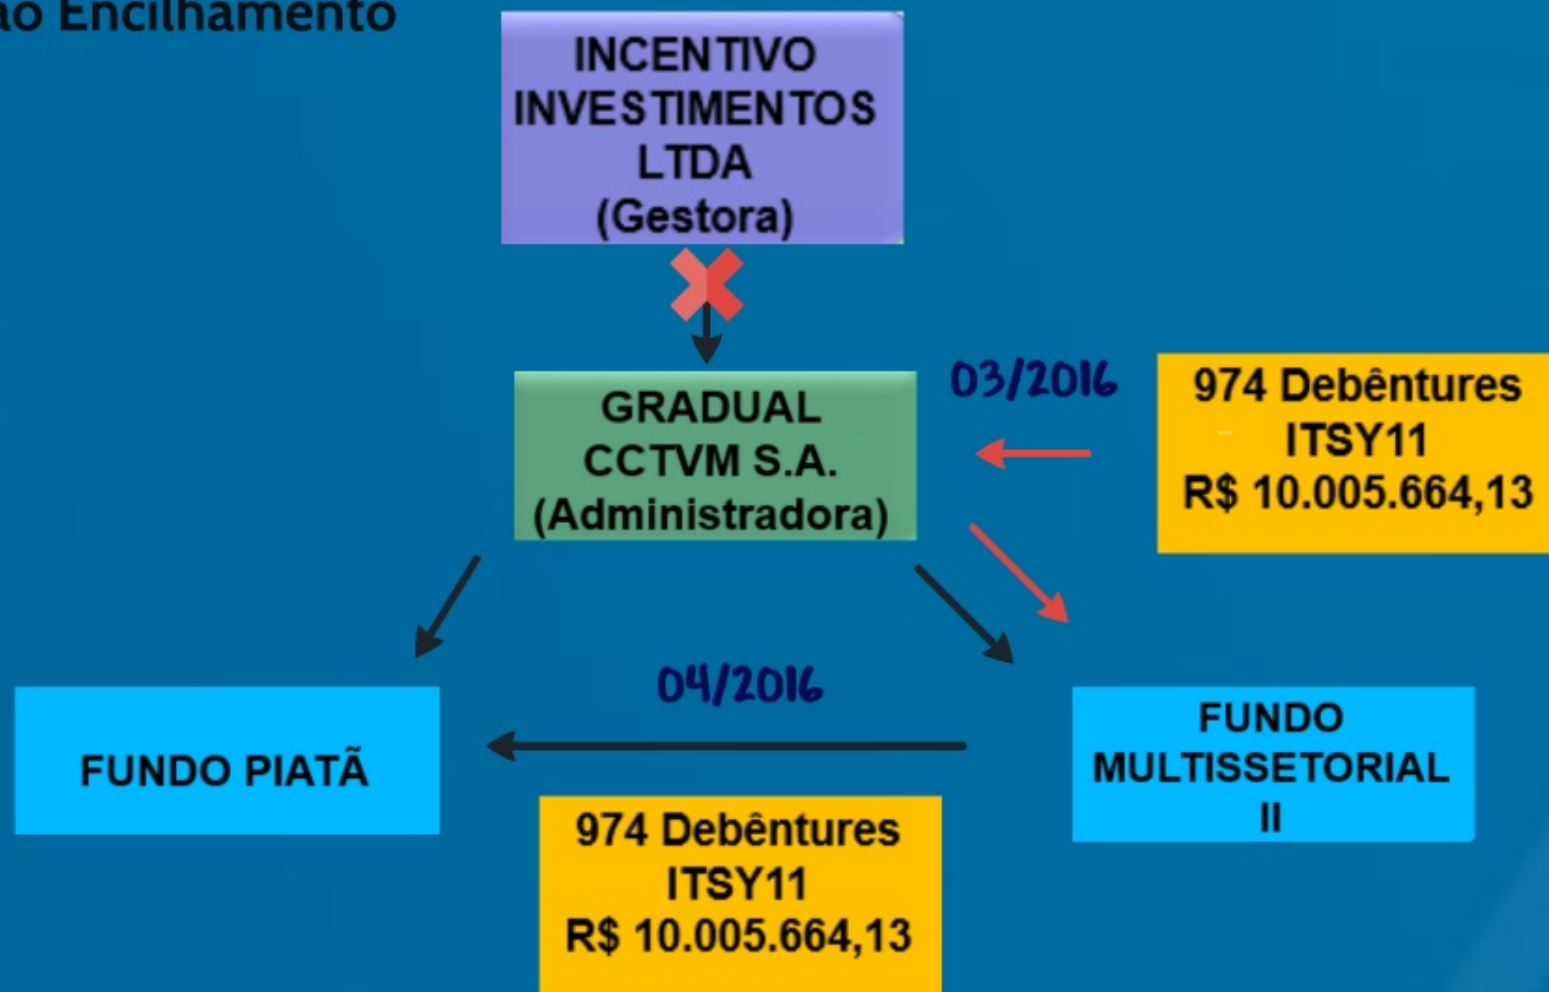 ão Encilhamento
INCENTIVO
INVESTIMENTOS
LTDA
(Gestora)
GRADUAL
CCTVM S.A.
(Administradora)
03/2016
974 Debêntures
ITSY11
R$ 10.005.664,13
04/2016
FUNDO PIATÃ
FUNDO
MULTISSETORIAL
II
974 Debêntures
ITSY11
R$ 10.005.664,13